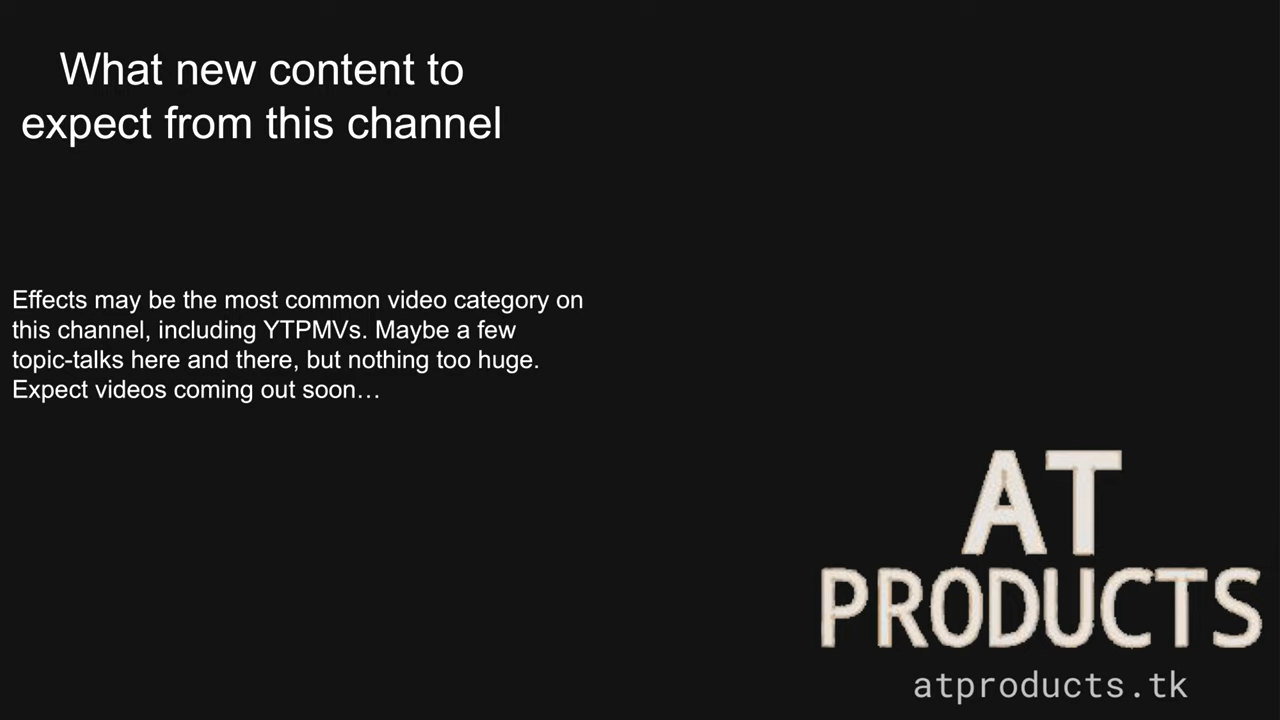 What new content to
expect from this channel
Effects may be the most common video category on
this channel, including YTPMVs. Maybe a few
topic-talks here and there, but nothing too huge.
Expect videos coming out soon…
AT
PRODUCTS
atproducts.tk